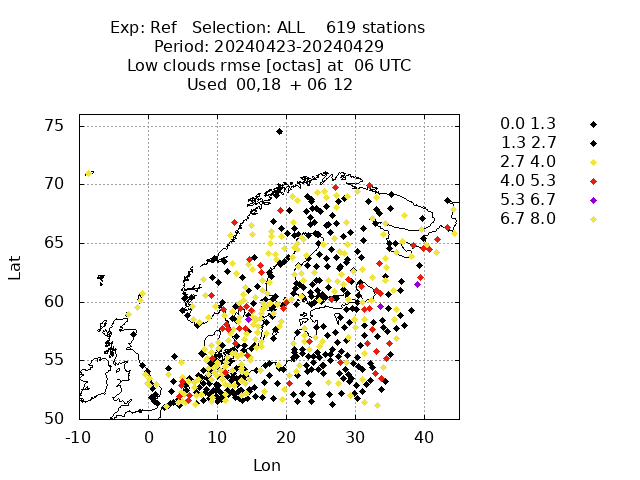 Exp: Ref Selection: ALL 619 stations
Period: 20240423-20240429
Low clouds rmse [octas] at 06 UTC
Used 00,18 + 06 12
0.0 1.3
1.3 2.7
2.7 4.0
4.0 5.3
5.3 6.7
6.7 8.0
75
70
65
60
55
50
Lat
-10 0 10 20 30 40
Lon